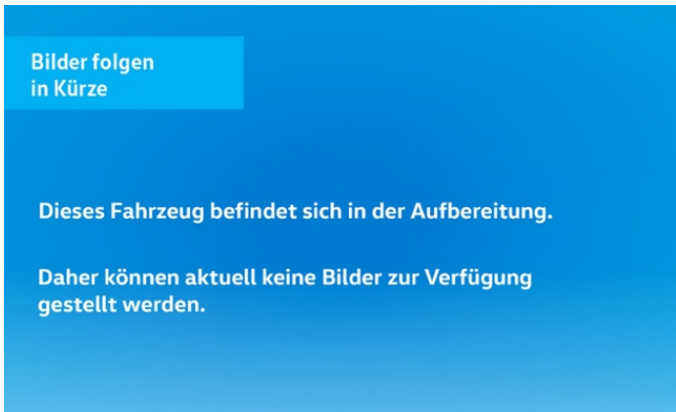 Bilder folgen
in Kürze
Dieses Fahrzeug befindet sich in der Aufbereitung.
Daher können aktuell keine Bilder zur Verfügung
gestellt werden.